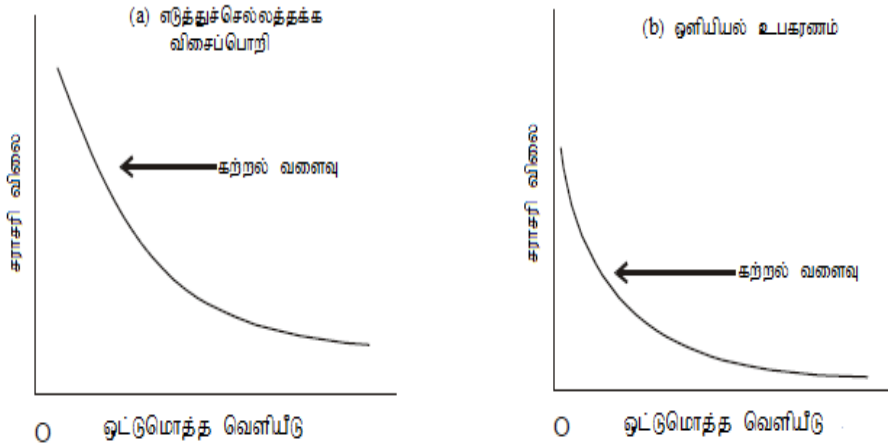 (a) எடுத்துச்செல்லத்தக்க
விசைப்பொறி
சராசரி விலை
கற்றல் வளைவு
O
ஒட்டுமொத்த வெளியீடு
(b) ஒளியியல் உபகரணம்
சராசரி விலை
கற்றல் வளைவு
O
ஒட்டுமொத்த வெளியீடு